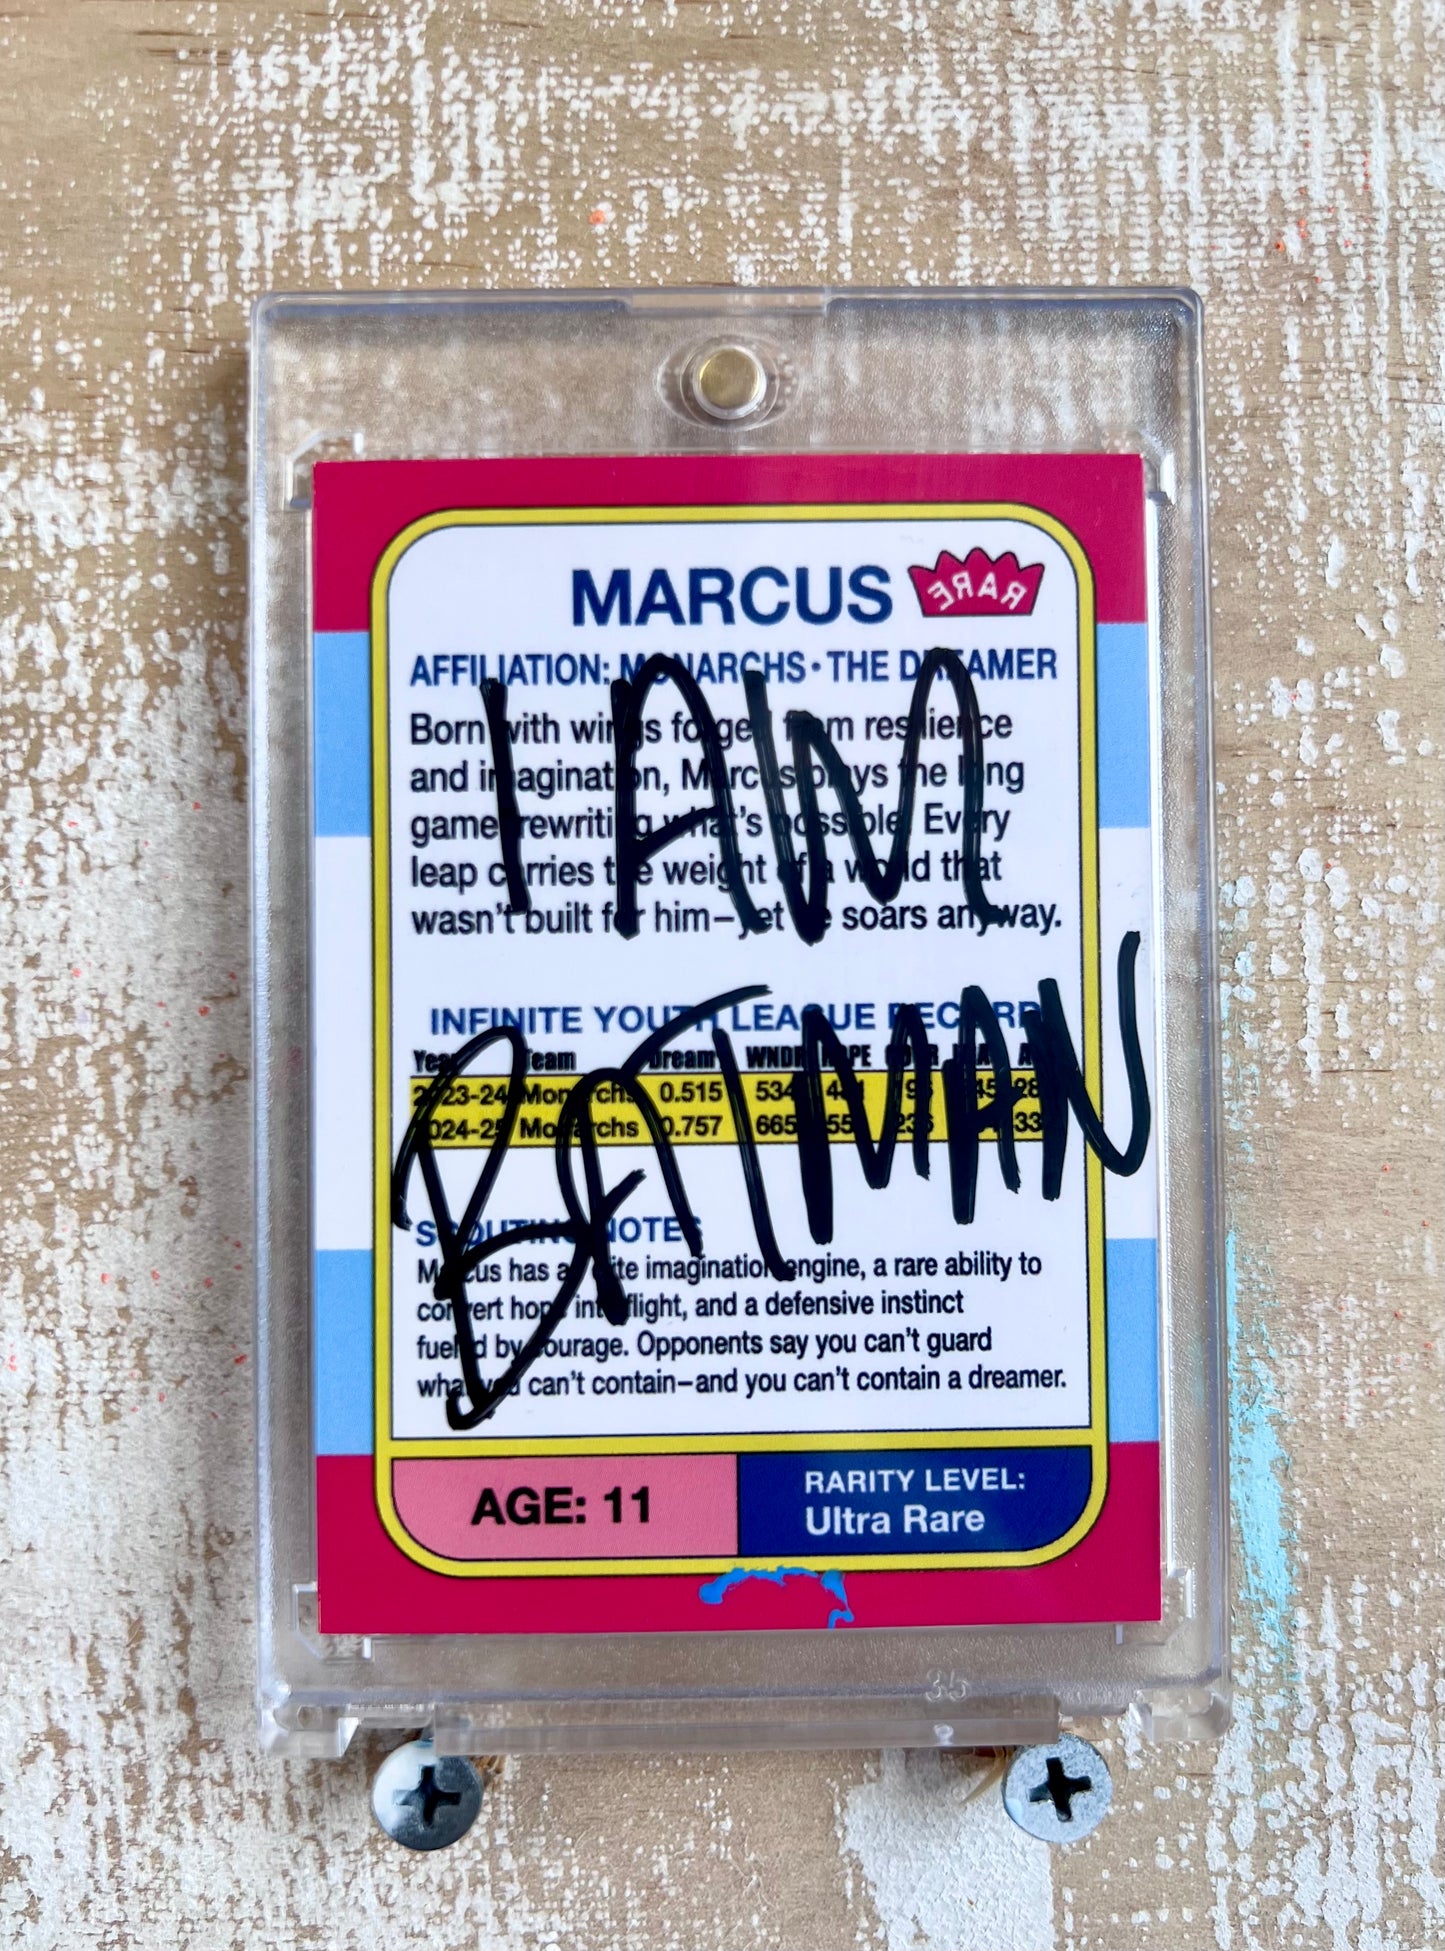 MARCUS RARE
AFFILIATION: MONARCHS • THE DREAMER
Born with wings forged from resilience
and imagination, Marcus plays the long
game, rewriting what's possible. Every
leap carries the weight of a world that
wasn't built for him—yet he soars anyway.
I AM
INFINITE YOUTH LEAGUE RECORD
Year Team Dream WNDR HOPE
2023-24 Monarchs 0.515 534
2024-25 Monarchs 0.757 665
BATMAN
SCOUTING NOTES
Marcus has an elite imagination engine, a rare ability to
convert hope into flight, and a defensive instinct
fueled by courage. Opponents say you can't guard
what you can't contain—and you can't contain a dreamer.
AGE: 11
RARITY LEVEL:
Ultra Rare
35